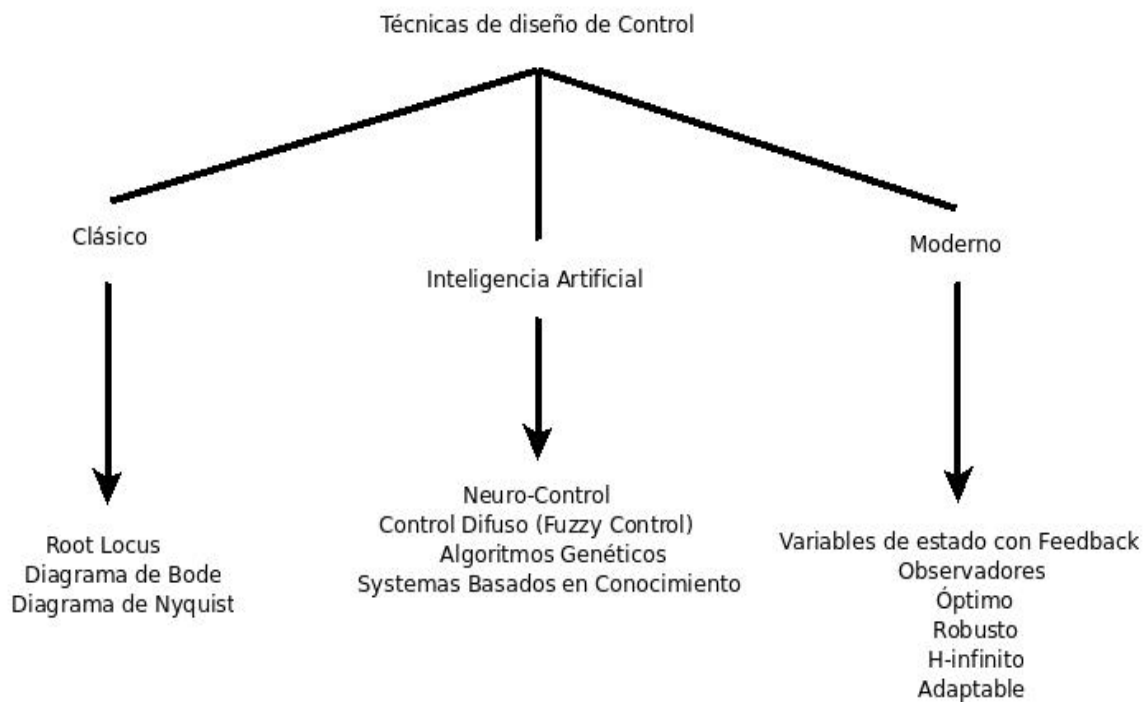 Técnicas de diseño de Control
Clásico
Inteligencia Artificial
Moderno
Root Locus
Diagrama de Bode
Diagrama de Nyquist
Neuro-Control
Control Difuso (Fuzzy Control)
Algoritmos Genéticos
Systemas Basados en Conocimiento
Variables de estado con Feedback
Observadores
Óptimo
Robusto
H-infinito
Adaptable